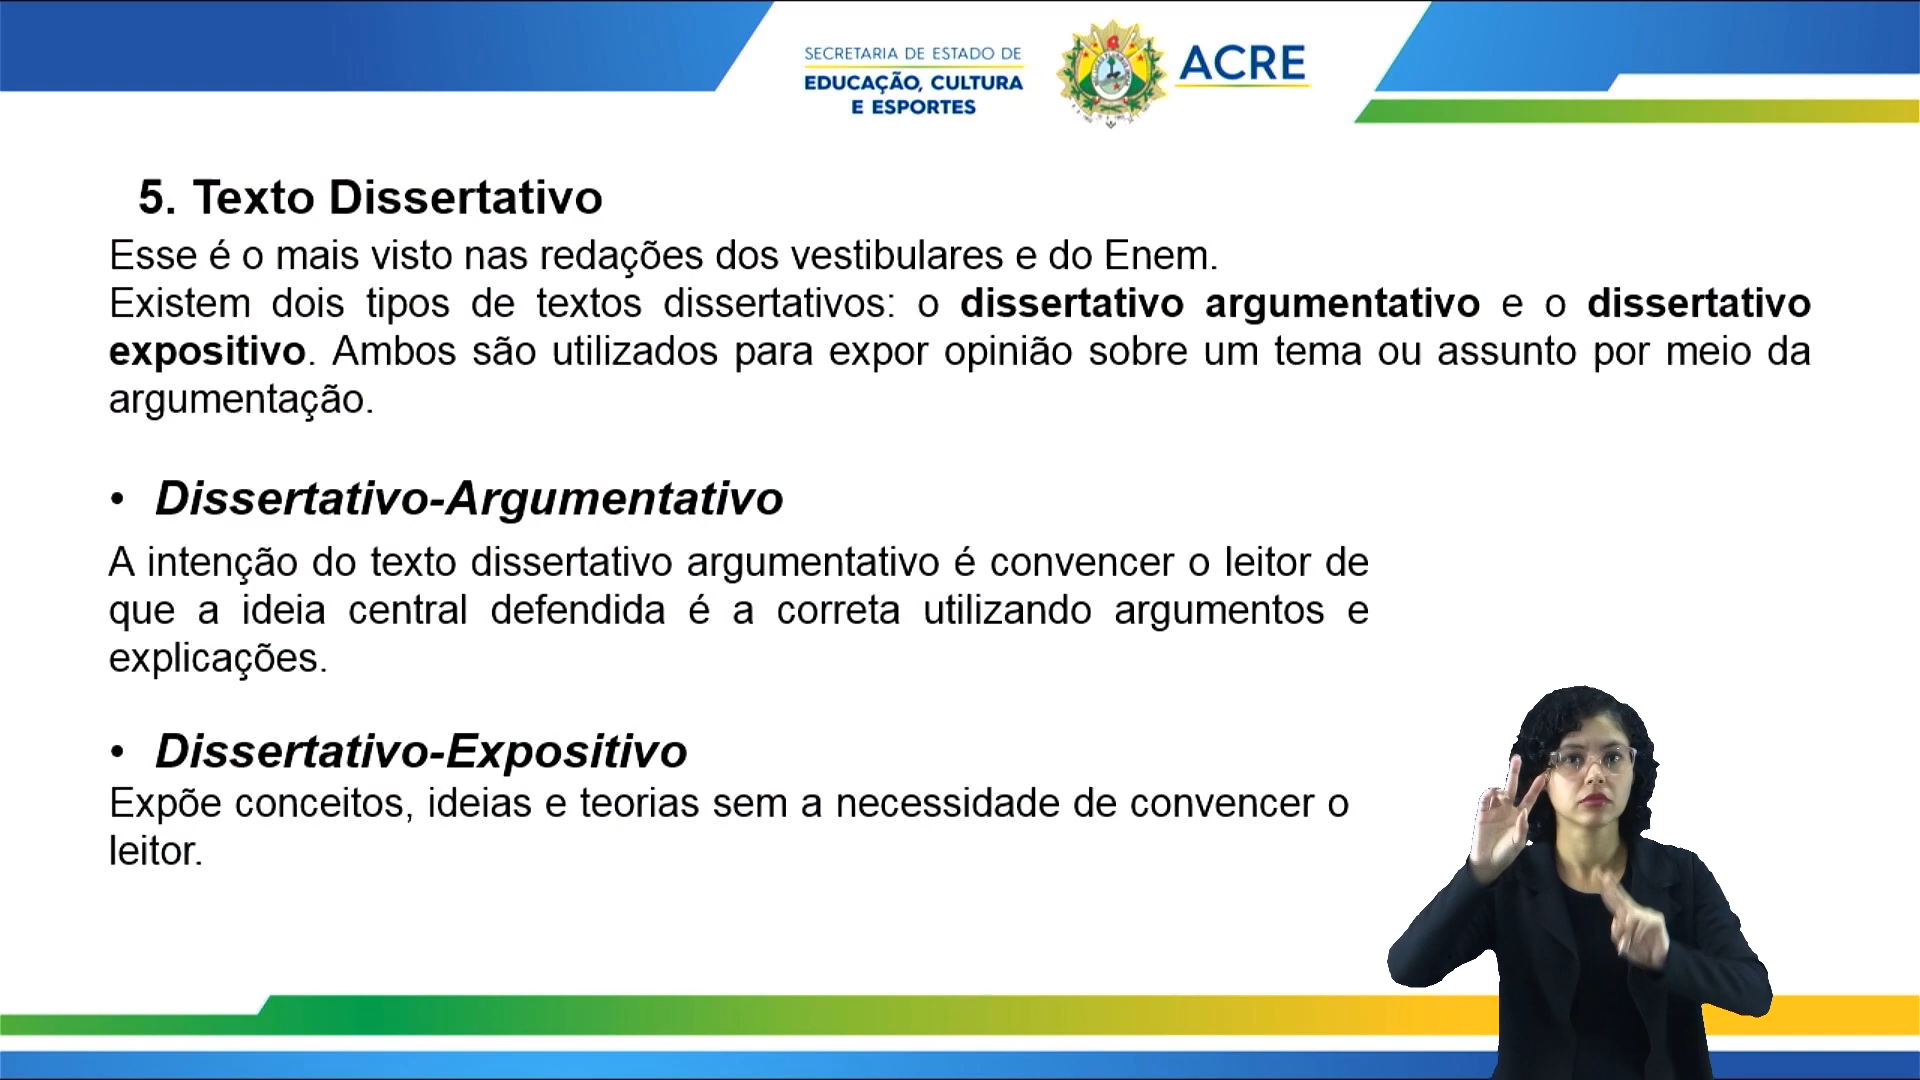 SECRETARIA DE ESTADO DE
EDUCAÇÃO, CULTURA
E ESPORTES
ACRE
5. Texto Dissertativo
Esse é o mais visto nas redações dos vestibulares e do Enem.
Existem dois tipos de textos dissertativos: o dissertativo argumentativo e o dissertativo
expositivo. Ambos são utilizados para expor opinião sobre um tema ou assunto por meio da
argumentação.
• Dissertativo-Argumentativo
A intenção do texto dissertativo argumentativo é convencer o leitor de
que a ideia central defendida é a correta utilizando argumentos e
explicações.
• Dissertativo-Expositivo
Expõe conceitos, ideias e teorias sem a necessidade de convencer o
leitor.